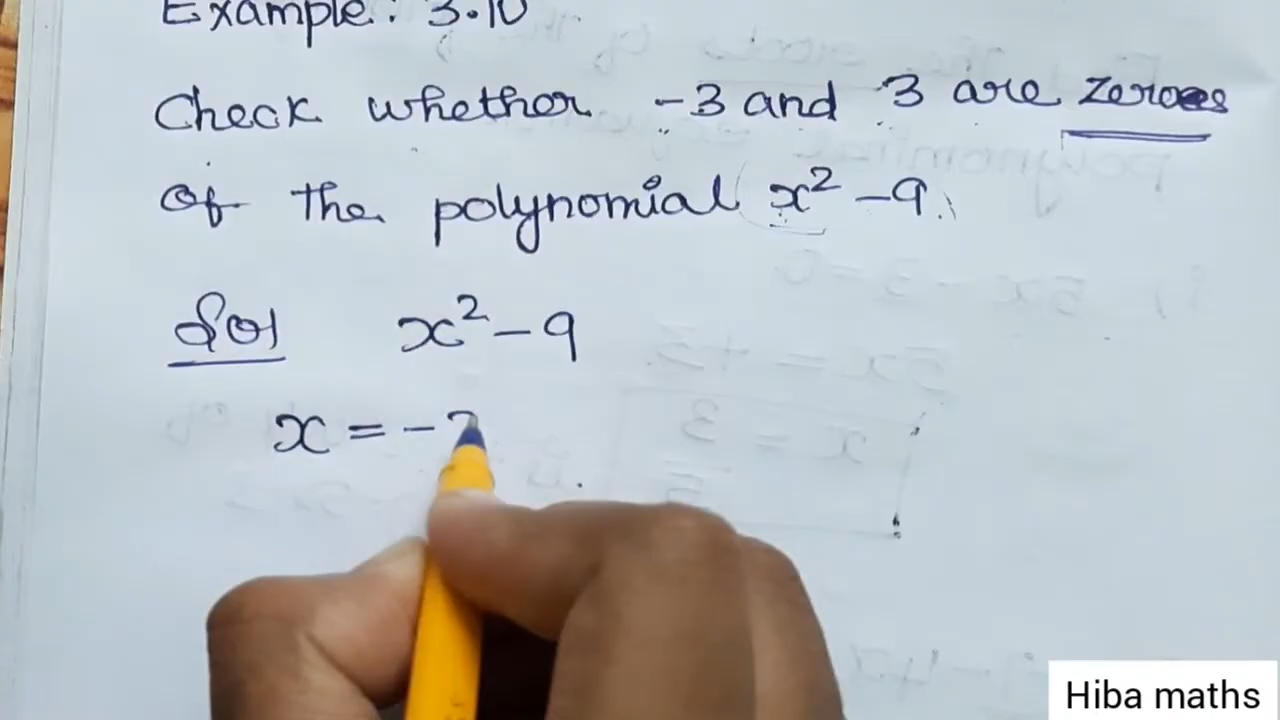 Example: 3.10
Check whether -3 and 3 are zeroes
of the polynomial x² -9.
Sol x² - 9
x = -3
Hiba maths